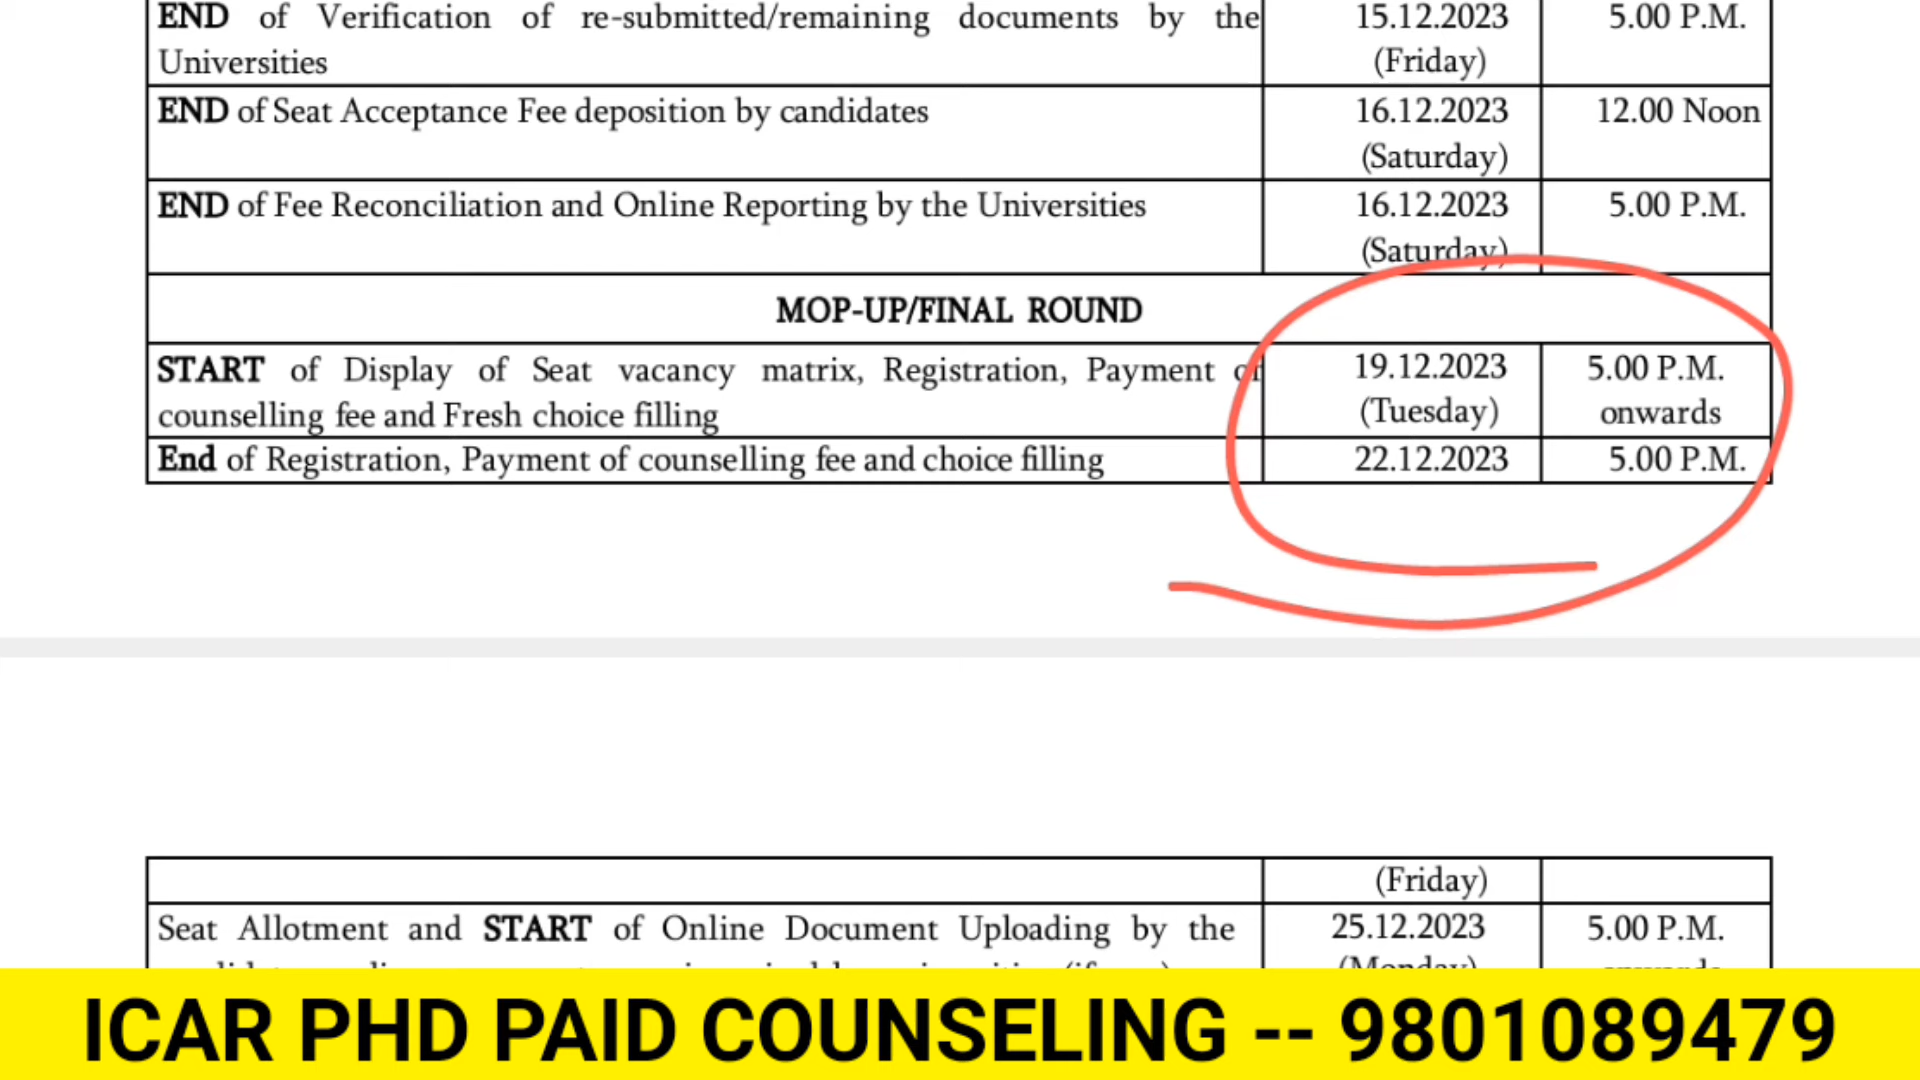 END of Verification of re-submitted/remaining documents by the 15.12.2023 5.00 P.M.
Universities (Friday)
END of Seat Acceptance Fee deposition by candidates 16.12.2023 12.00 Noon
(Saturday)
END of Fee Reconciliation and Online Reporting by the Universities 16.12.2023 5.00 P.M.
(Saturday)
MOP-UP/FINAL ROUND
START of Display of Seat vacancy matrix, Registration, Payment of 19.12.2023 5.00 P.M.
counselling fee and Fresh choice filling (Tuesday) onwards
End of Registration, Payment of counselling fee and choice filling 22.12.2023 5.00 P.M.
(Friday)
Seat Allotment and START of Online Document Uploading by the 25.12.2023 5.00 P.M.
(Monday)
ICAR PHD PAID COUNSELING -- 9801089479